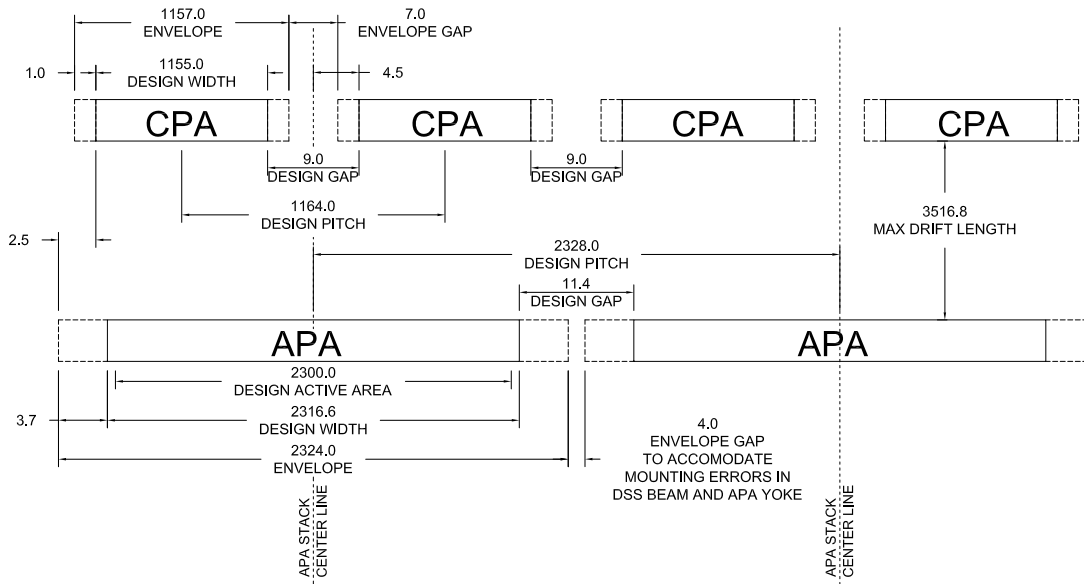 1157.0
ENVELOPE
7.0
ENVELOPE GAP
1.0
1155.0
DESIGN WIDTH
4.5
CPA
CPA
CPA
CPA
9.0
DESIGN GAP
9.0
DESIGN GAP
1164.0
DESIGN PITCH
3516.8
MAX DRIFT LENGTH
2.5
2328.0
DESIGN PITCH
11.4
DESIGN GAP
APA
APA
2300.0
DESIGN ACTIVE AREA
3.7
2316.6
DESIGN WIDTH
2324.0
ENVELOPE
4.0
ENVELOPE GAP
TO ACCOMODATE
MOUNTING ERRORS IN
DSS BEAM AND APA YOKE
APA STACK
CENTER LINE
APA STACK
CENTER LINE